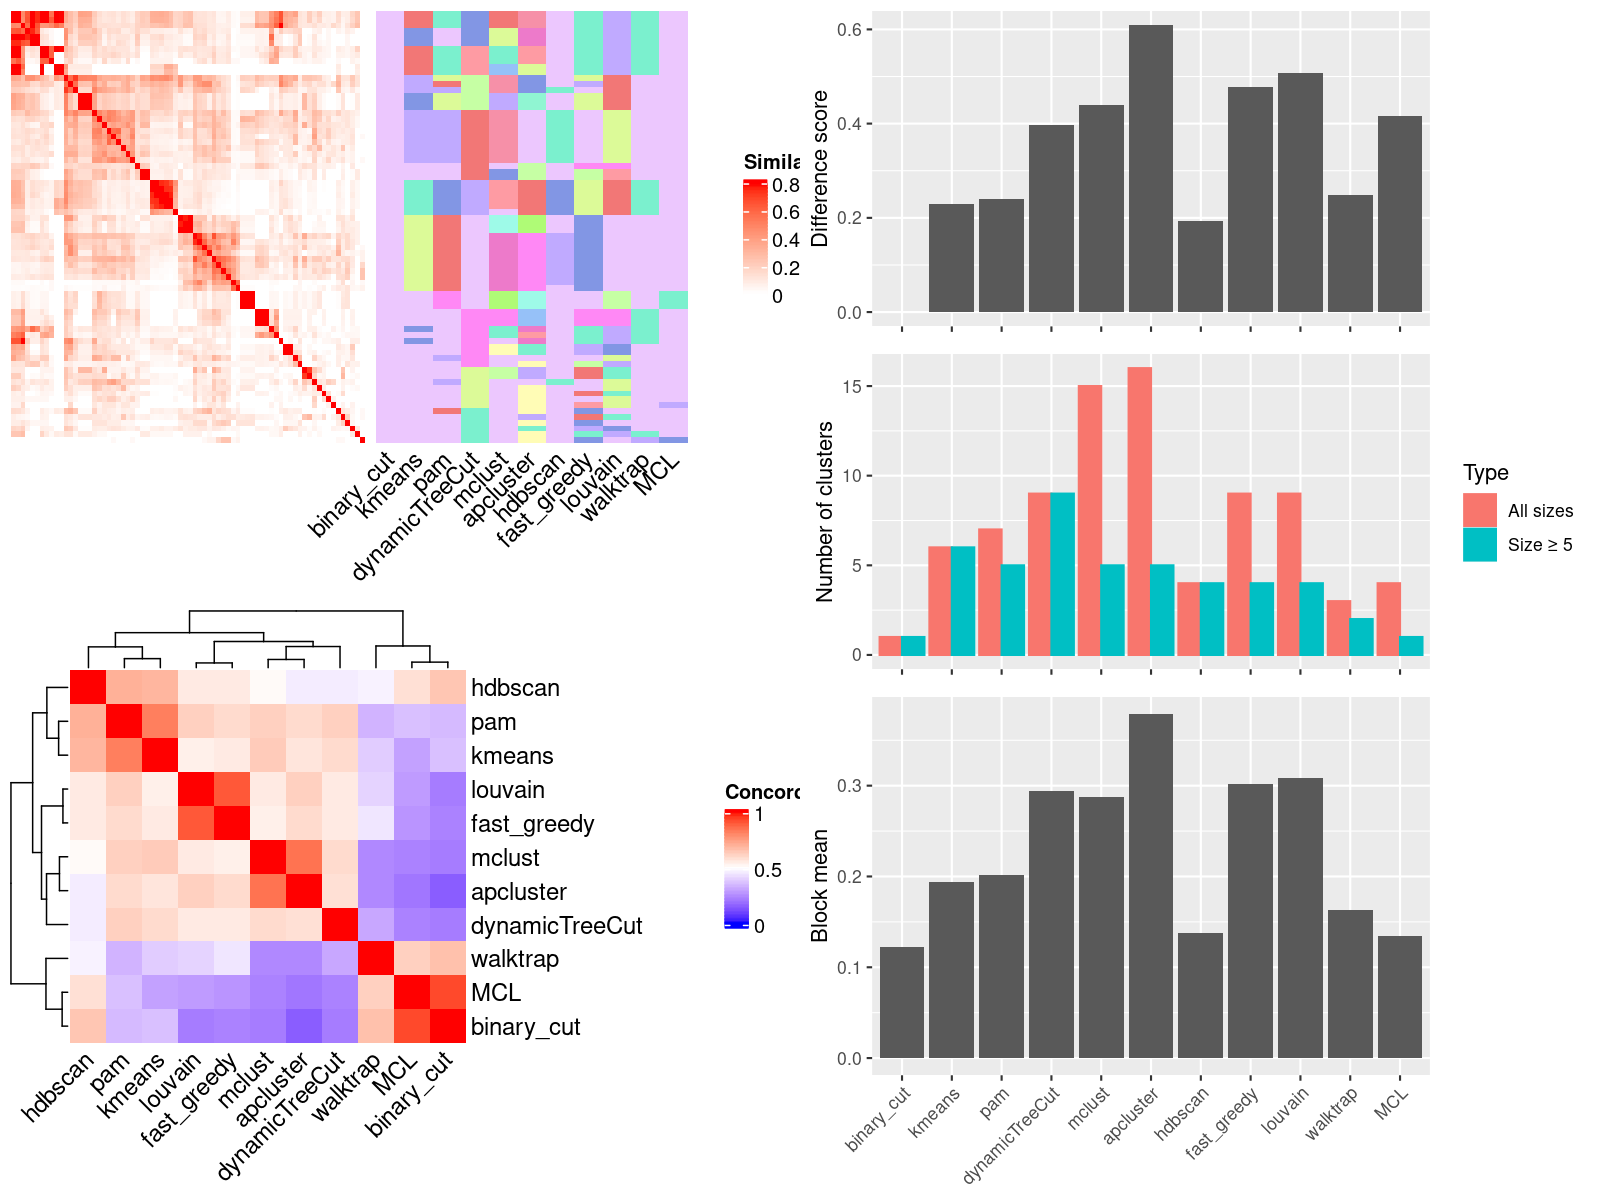 Simila
0.8
0.6
0.4
0.2
0
binary_cut
kmeans
pam
dynamicTreeCut
mclust
apcluster
hdbscan
fast_greedy
louvain
walktrap
MCL
Difference score
0.6
0.4
0.2
0.0
Number of clusters
15
10
5
0
Type
All sizes
Size ≥ 5
hdbscan
pam
kmeans
louvain
fast_greedy
mclust
apcluster
dynamicTreeCut
walktrap
MCL
binary_cut
hdbscan
pam
kmeans
louvain
fast_greedy
mclust
apcluster
dynamicTreeCut
walktrap
MCL
binary_cut
Concord
1
0.5
0
Block mean
0.3
0.2
0.1
0.0
binary_cut
kmeans
pam
dynamicTreeCut
mclust
apcluster
hdbscan
fast_greedy
louvain
walktrap
MCL